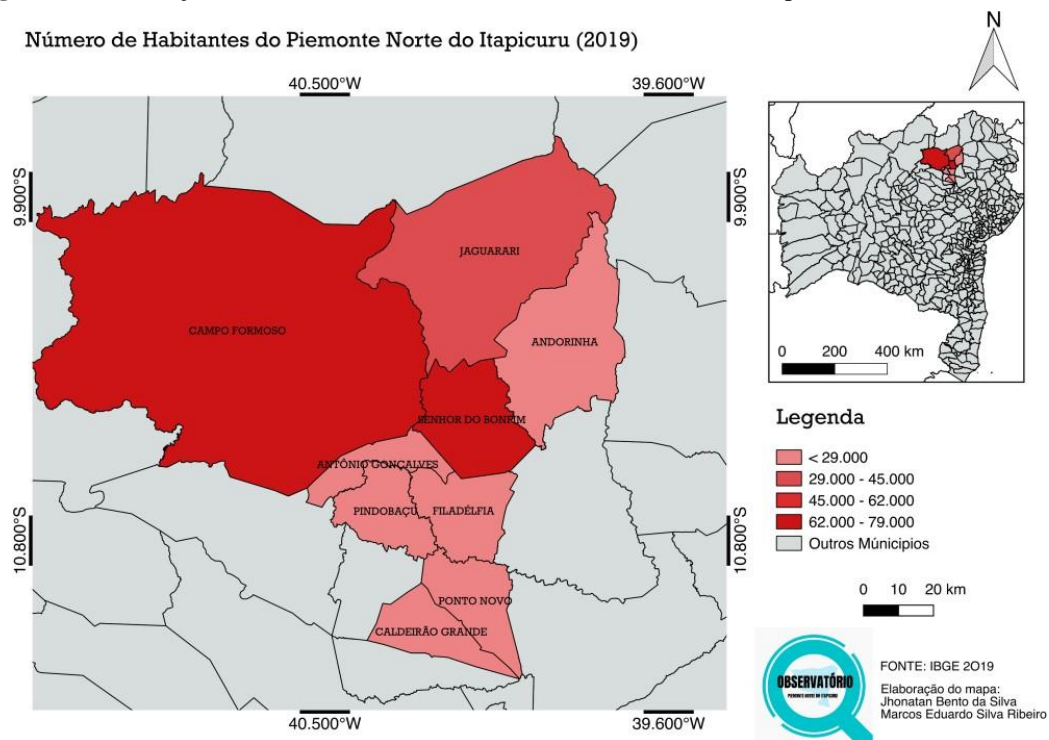 Número de Habitantes do Piemonte Norte do Itapicuru (2019)
N
40.500°W
39.600°W
9.900°S
9.900°S
JAGUARARI
CAMPO FORMOSO
ANDORINHA
SENHOR DO BONFIM
ANTÔNIO GONÇALVES
PINDOBAÇU
FILADÉLFIA
10.800°S
10.800°S
PONTO NOVO
CALDEIRÃO GRANDE
40.500°W
39.600°W
0 200 400 km
Legenda
< 29.000
29.000 - 45.000
45.000 - 62.000
62.000 - 79.000
Outros Múnicipios
0 10 20 km
OBSERVATÓRIO
PIEMONTE NORTE DO ITAPICURU
FONTE: IBGE 2O19
Elaboração do mapa:
Jhonatan Bento da Silva
Marcos Eduardo Silva Ribeiro